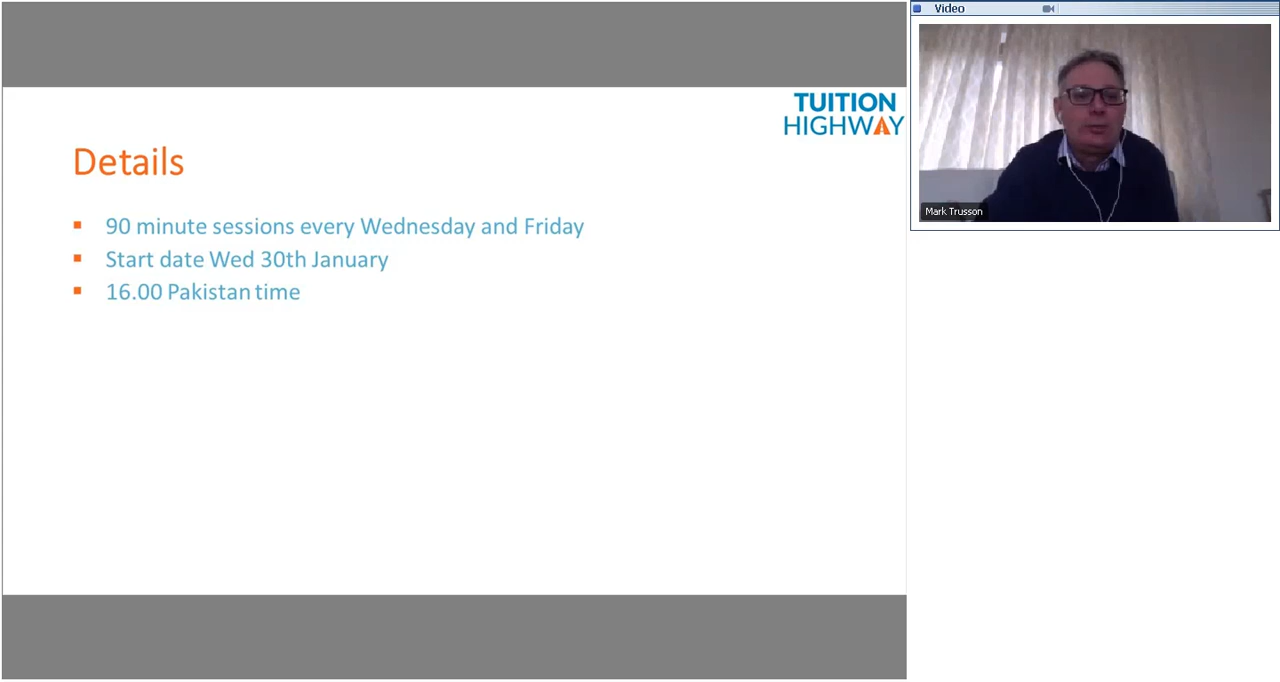 TUITION
HIGHWAY
Details
90 minute sessions every Wednesday and Friday
Start date Wed 30th January
16.00 Pakistan time
Video
Mark Trusson